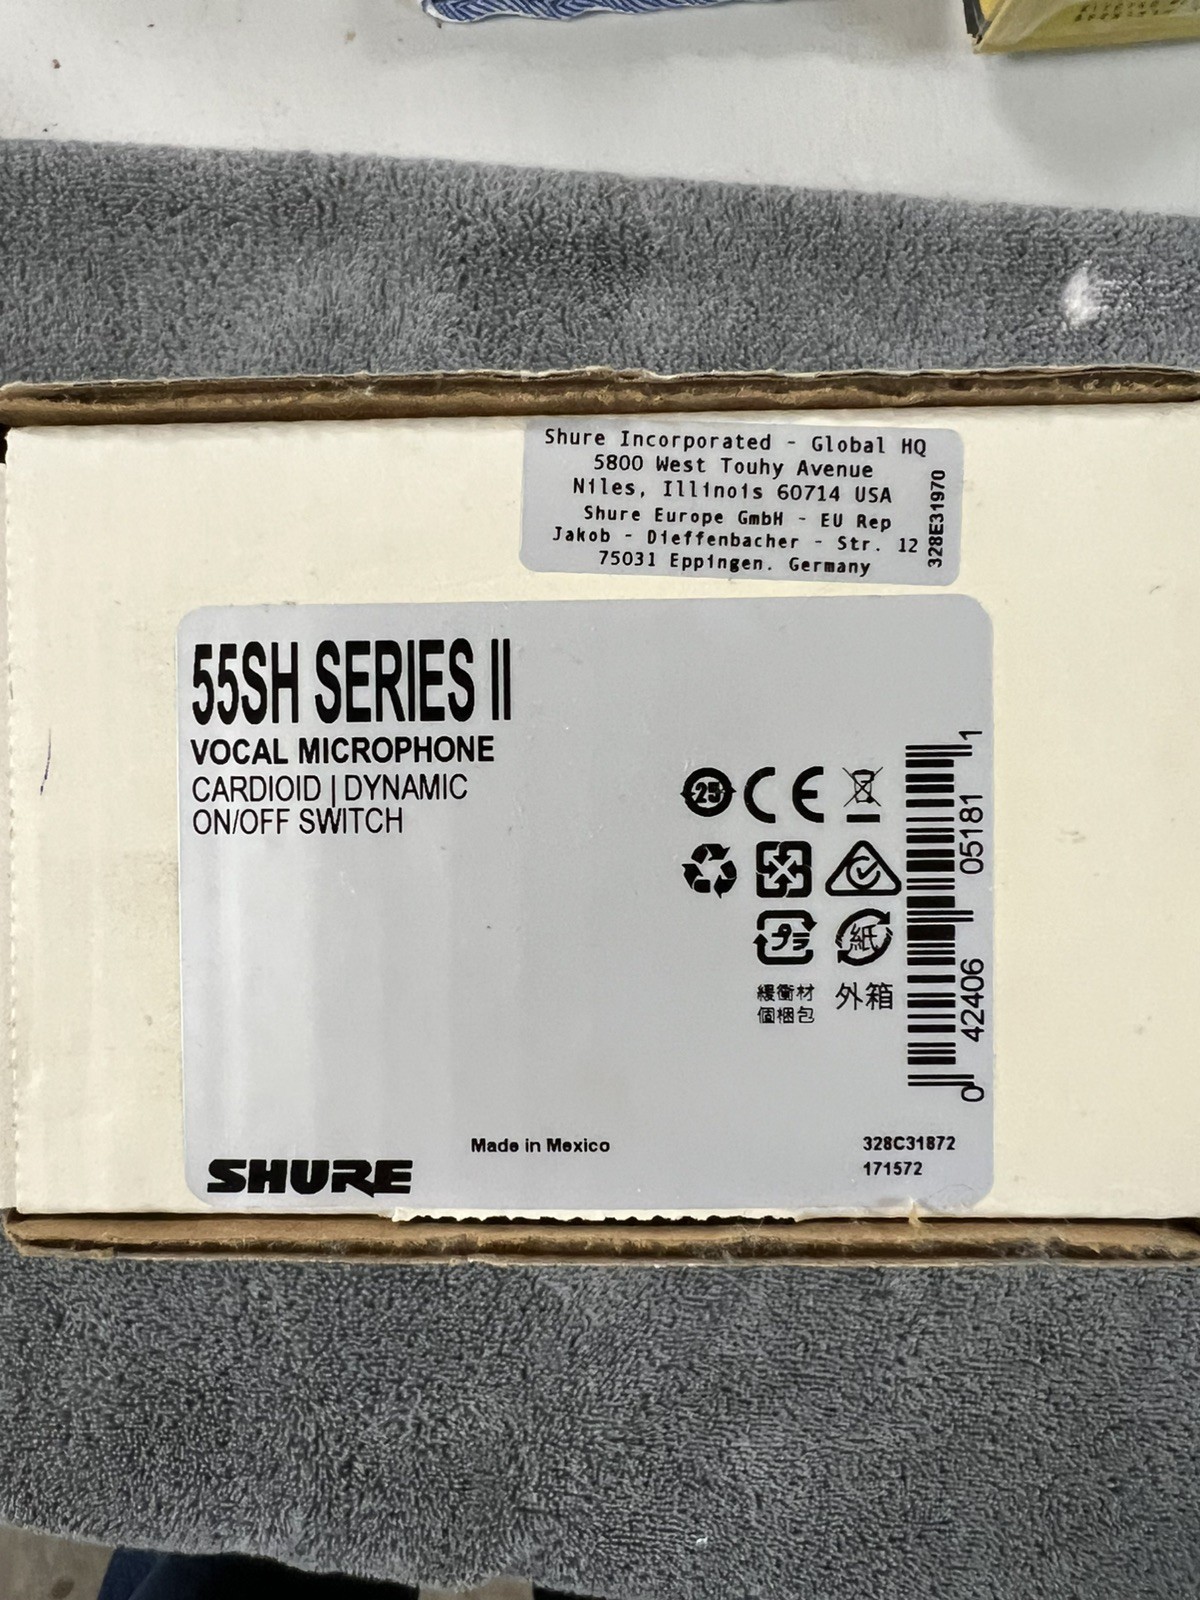 Shure Incorporated - Global HQ
5800 West Touhy Avenue
Niles, Illinois 60714 USA
Shure Europe GmbH - EU Rep
Jakob - Dieffenbacher - Str. 12
75031 Eppingen. Germany
328E31970
55SH SERIES II
VOCAL MICROPHONE
CARDIOID | DYNAMIC
ON/OFF SWITCH
25 CE
プラ 紙
緩衝材
個梱包
外箱
0 42406 05181 1
Made in Mexico
SHURE
328C31872
171572